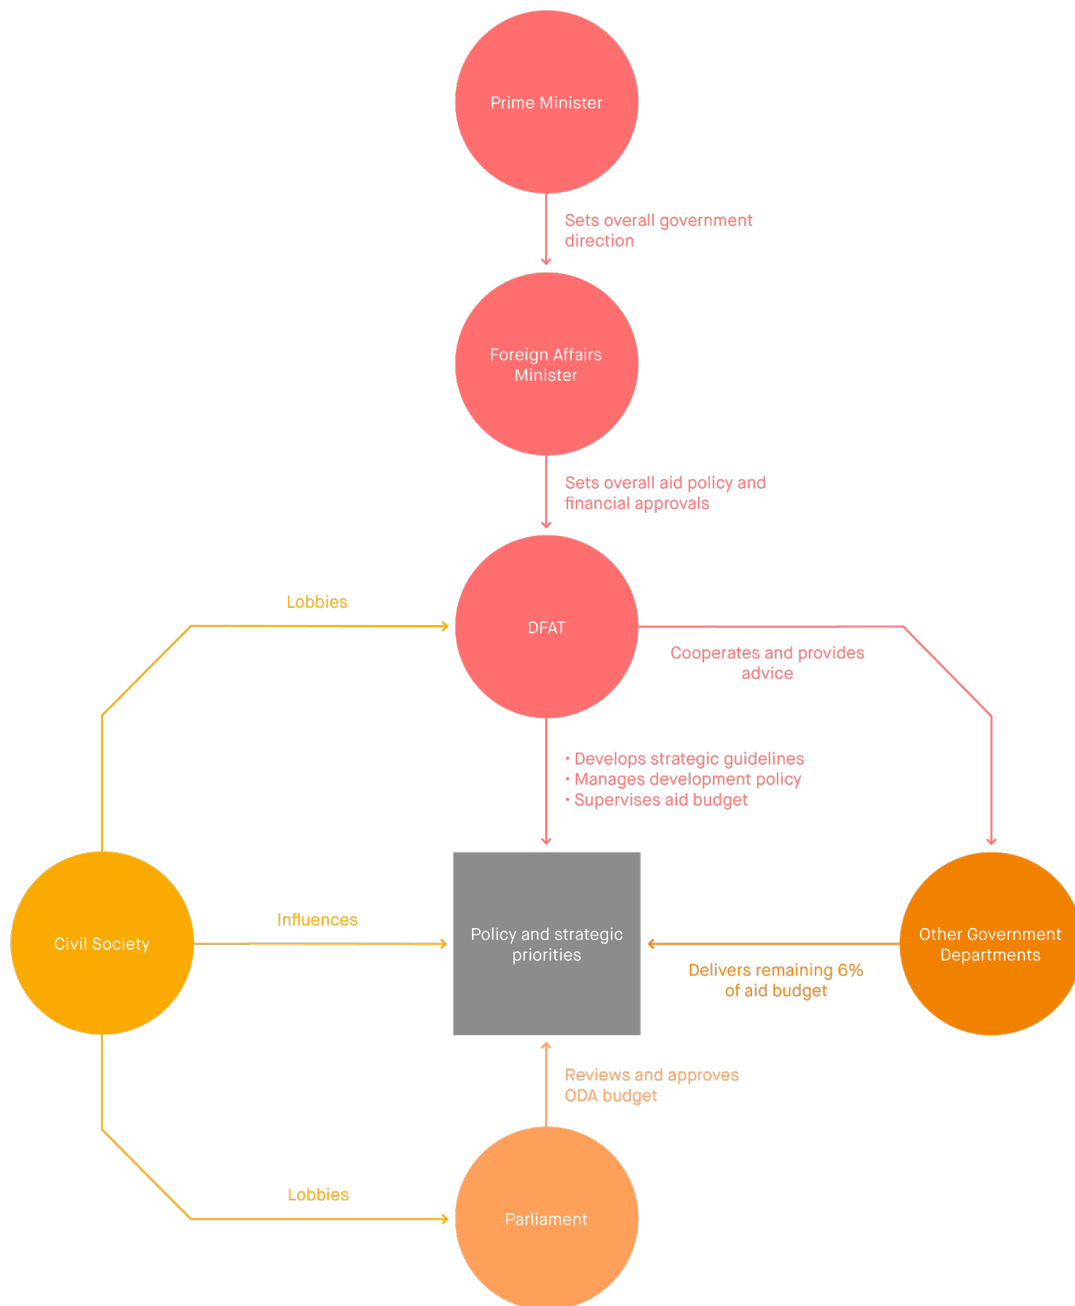 Prime Minister
Sets overall government
direction
Foreign Affairs
Minister
Sets overall aid policy and
financial approvals
Lobbies
DFAT
Cooperates and provides
advice
• Develops strategic guidelines
• Manages development policy
• Supervises aid budget
Civil Society
Influences
Policy and strategic
priorities
Delivers remaining 6%
of aid budget
Other Government
Departments
Reviews and approves
ODA budget
Lobbies
Parliament